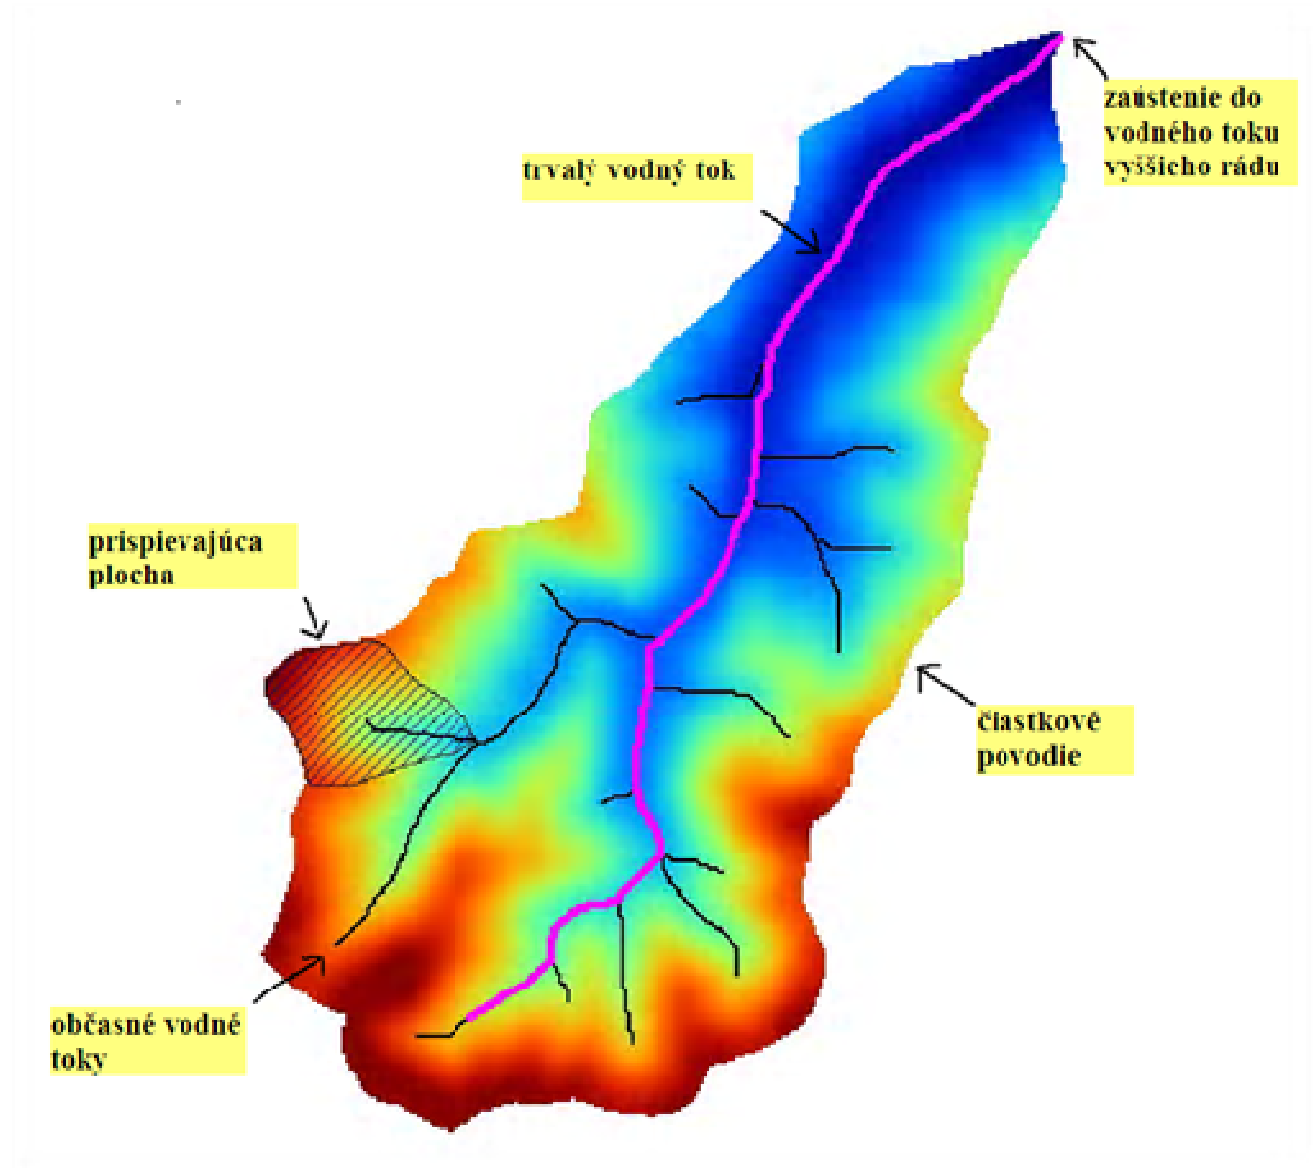 zaústenie do
vodného toku
vyššieho rádu
trvalý vodný tok
prispievajúca
plocha
čiastkové
povodie
občasné vodné
toky